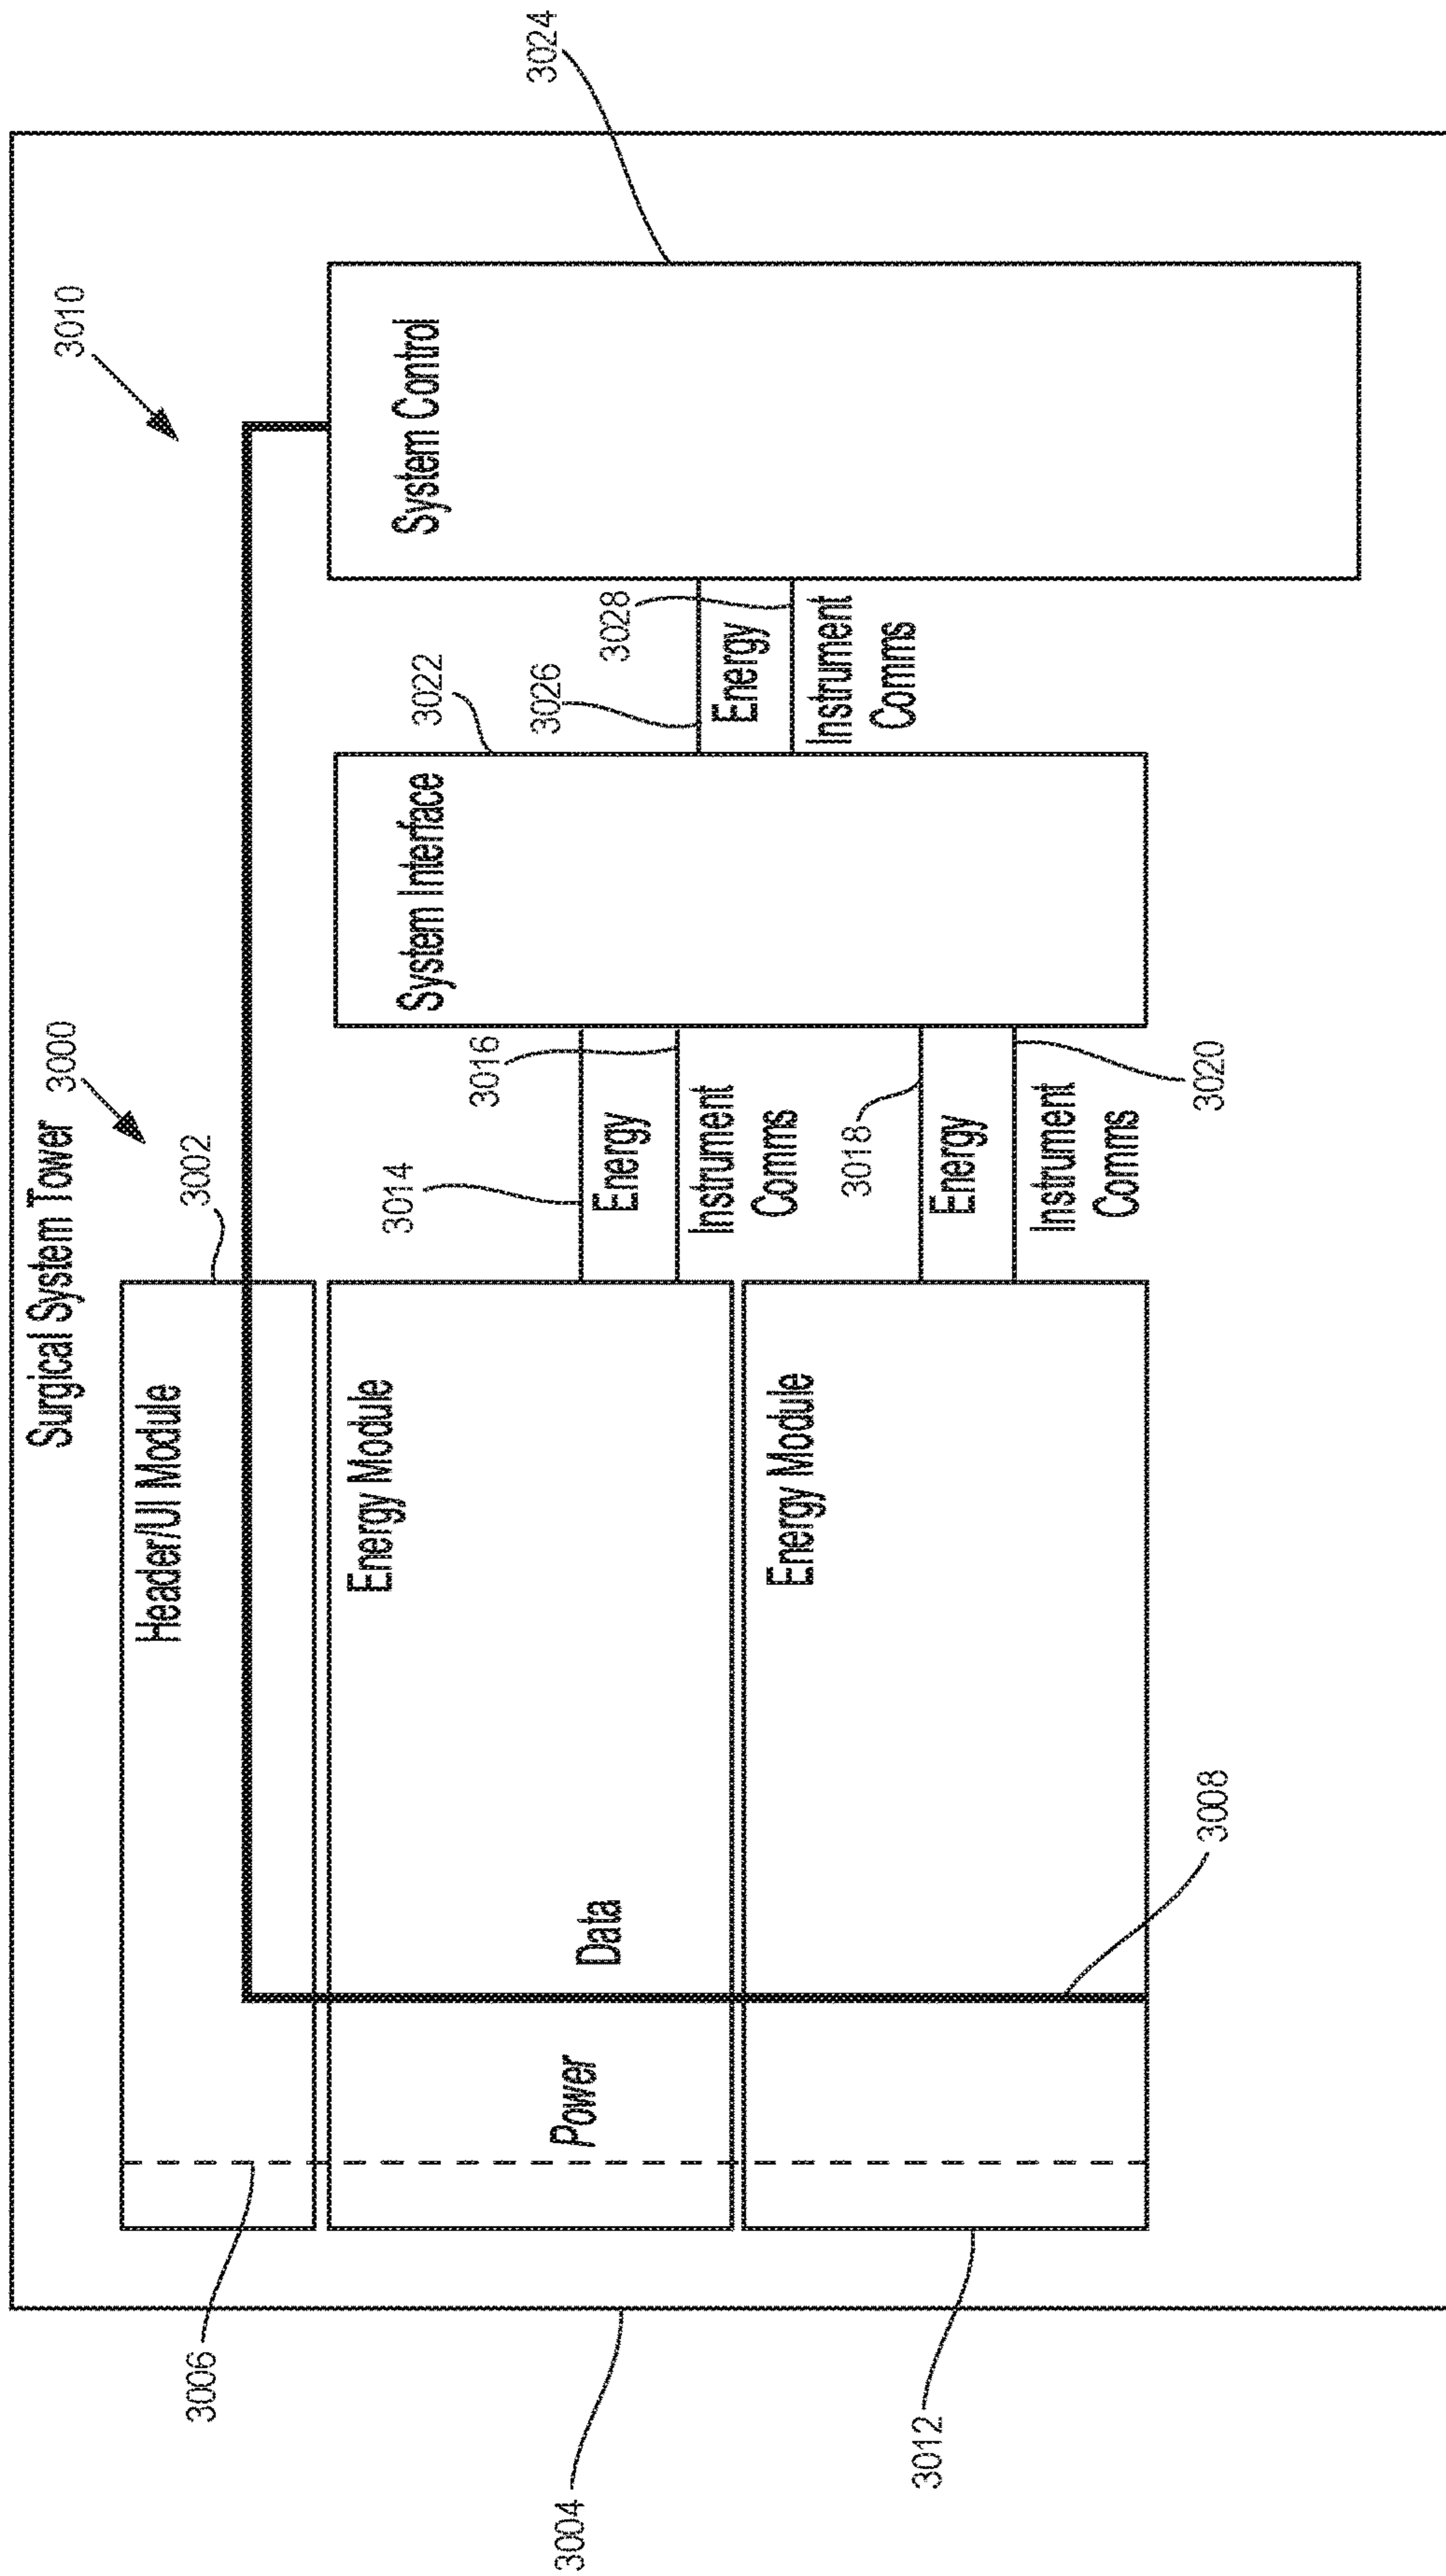 Surgical System Tower
3000
3010
3002
Header/UI Module
3006
3024
System Control
Energy Module
3022
System Interface
3014
3016
Energy
Instrument
Comms
3026
3028
Energy
Instrument
Comms
3004
Power
Data
Energy Module
3018
Energy
Instrument
Comms
3020
3012
3008